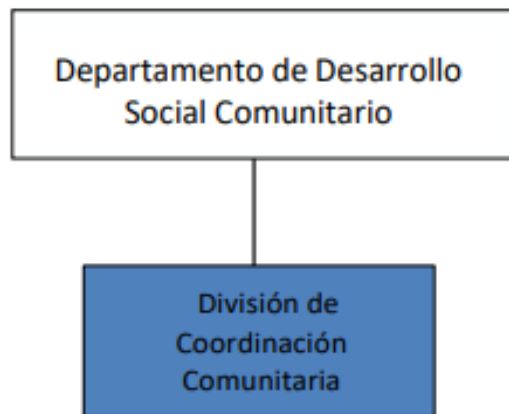 Departamento de Desarrollo
Social Comunitario
División de
Coordinación
Comunitaria